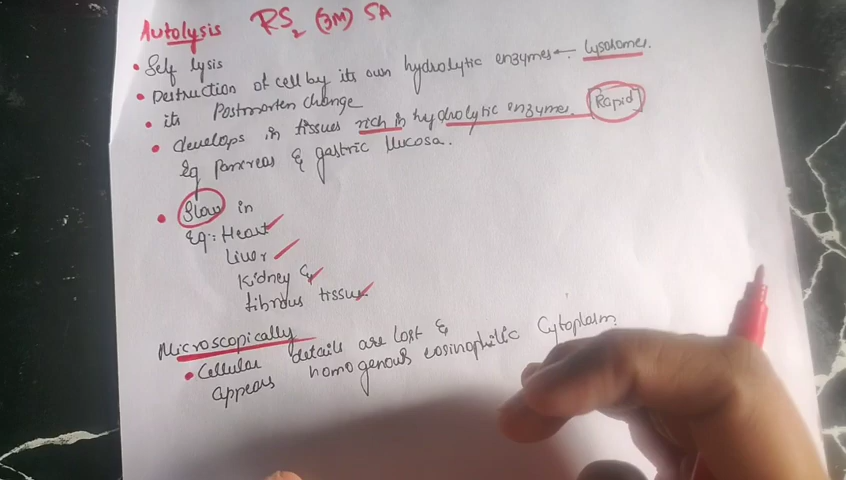 Autolysis RS2 (3M) SA
• Self lysis
• Destruction of cell by its own hydrolytic enzymes ← Lysosomes.
• its Postmorten change
• develops in tissues rich in hydrolytic enzyme. Rapid
Eg Pancreas & gastric Mucosa.
• Slow in
Eg:- Heart
Liver
Kidney &
fibrous tissue
Microscopically
• Cellular details are lost &
appears homogenous eosinophilic Cytoplasm